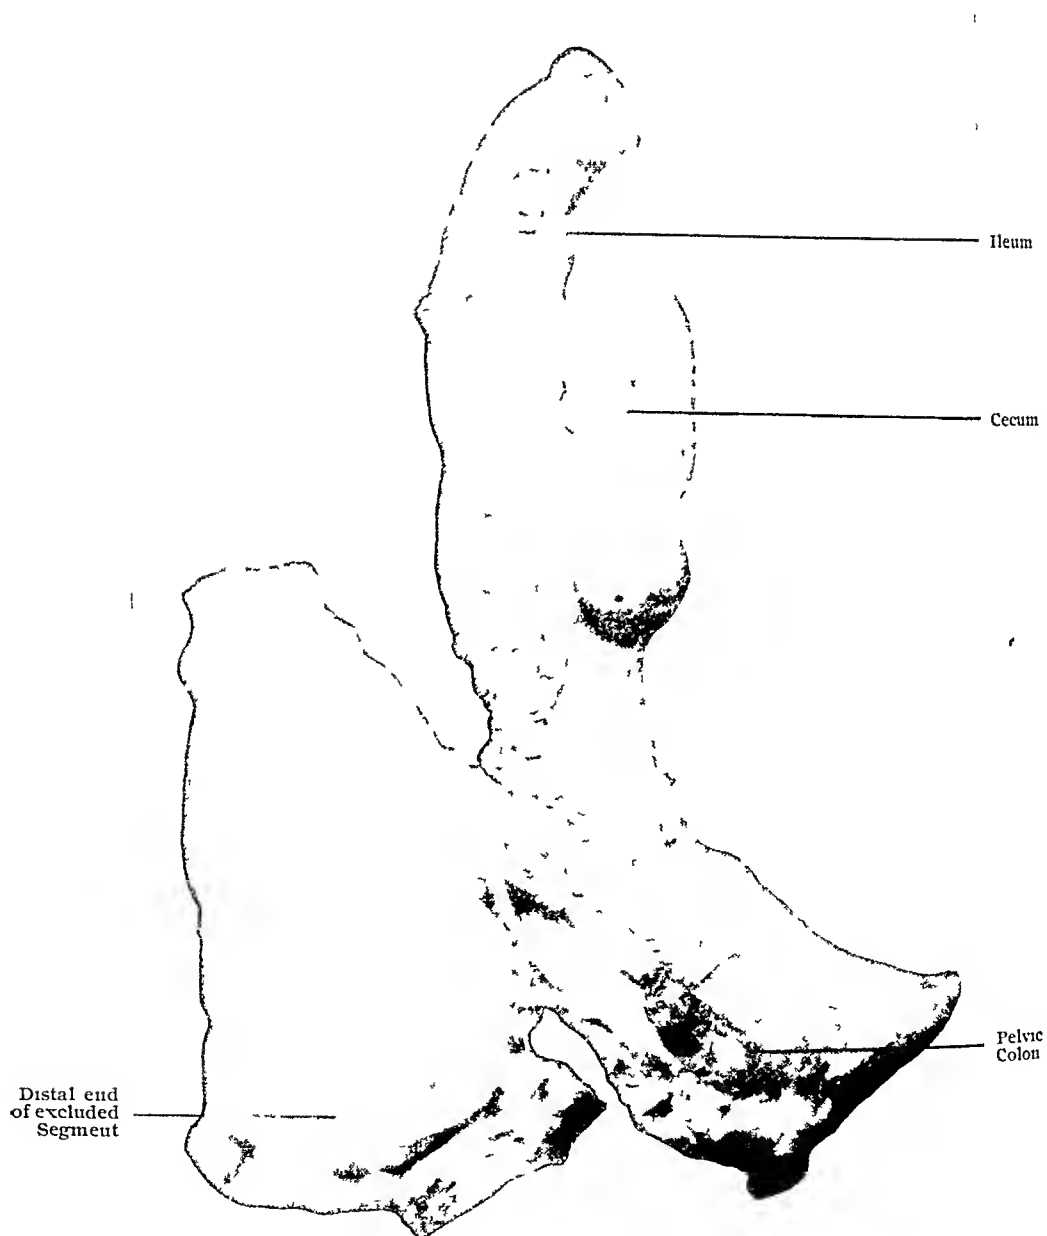 Ileum
Cecum
Pelvic
Colon
Distal end
of excluded
Segment